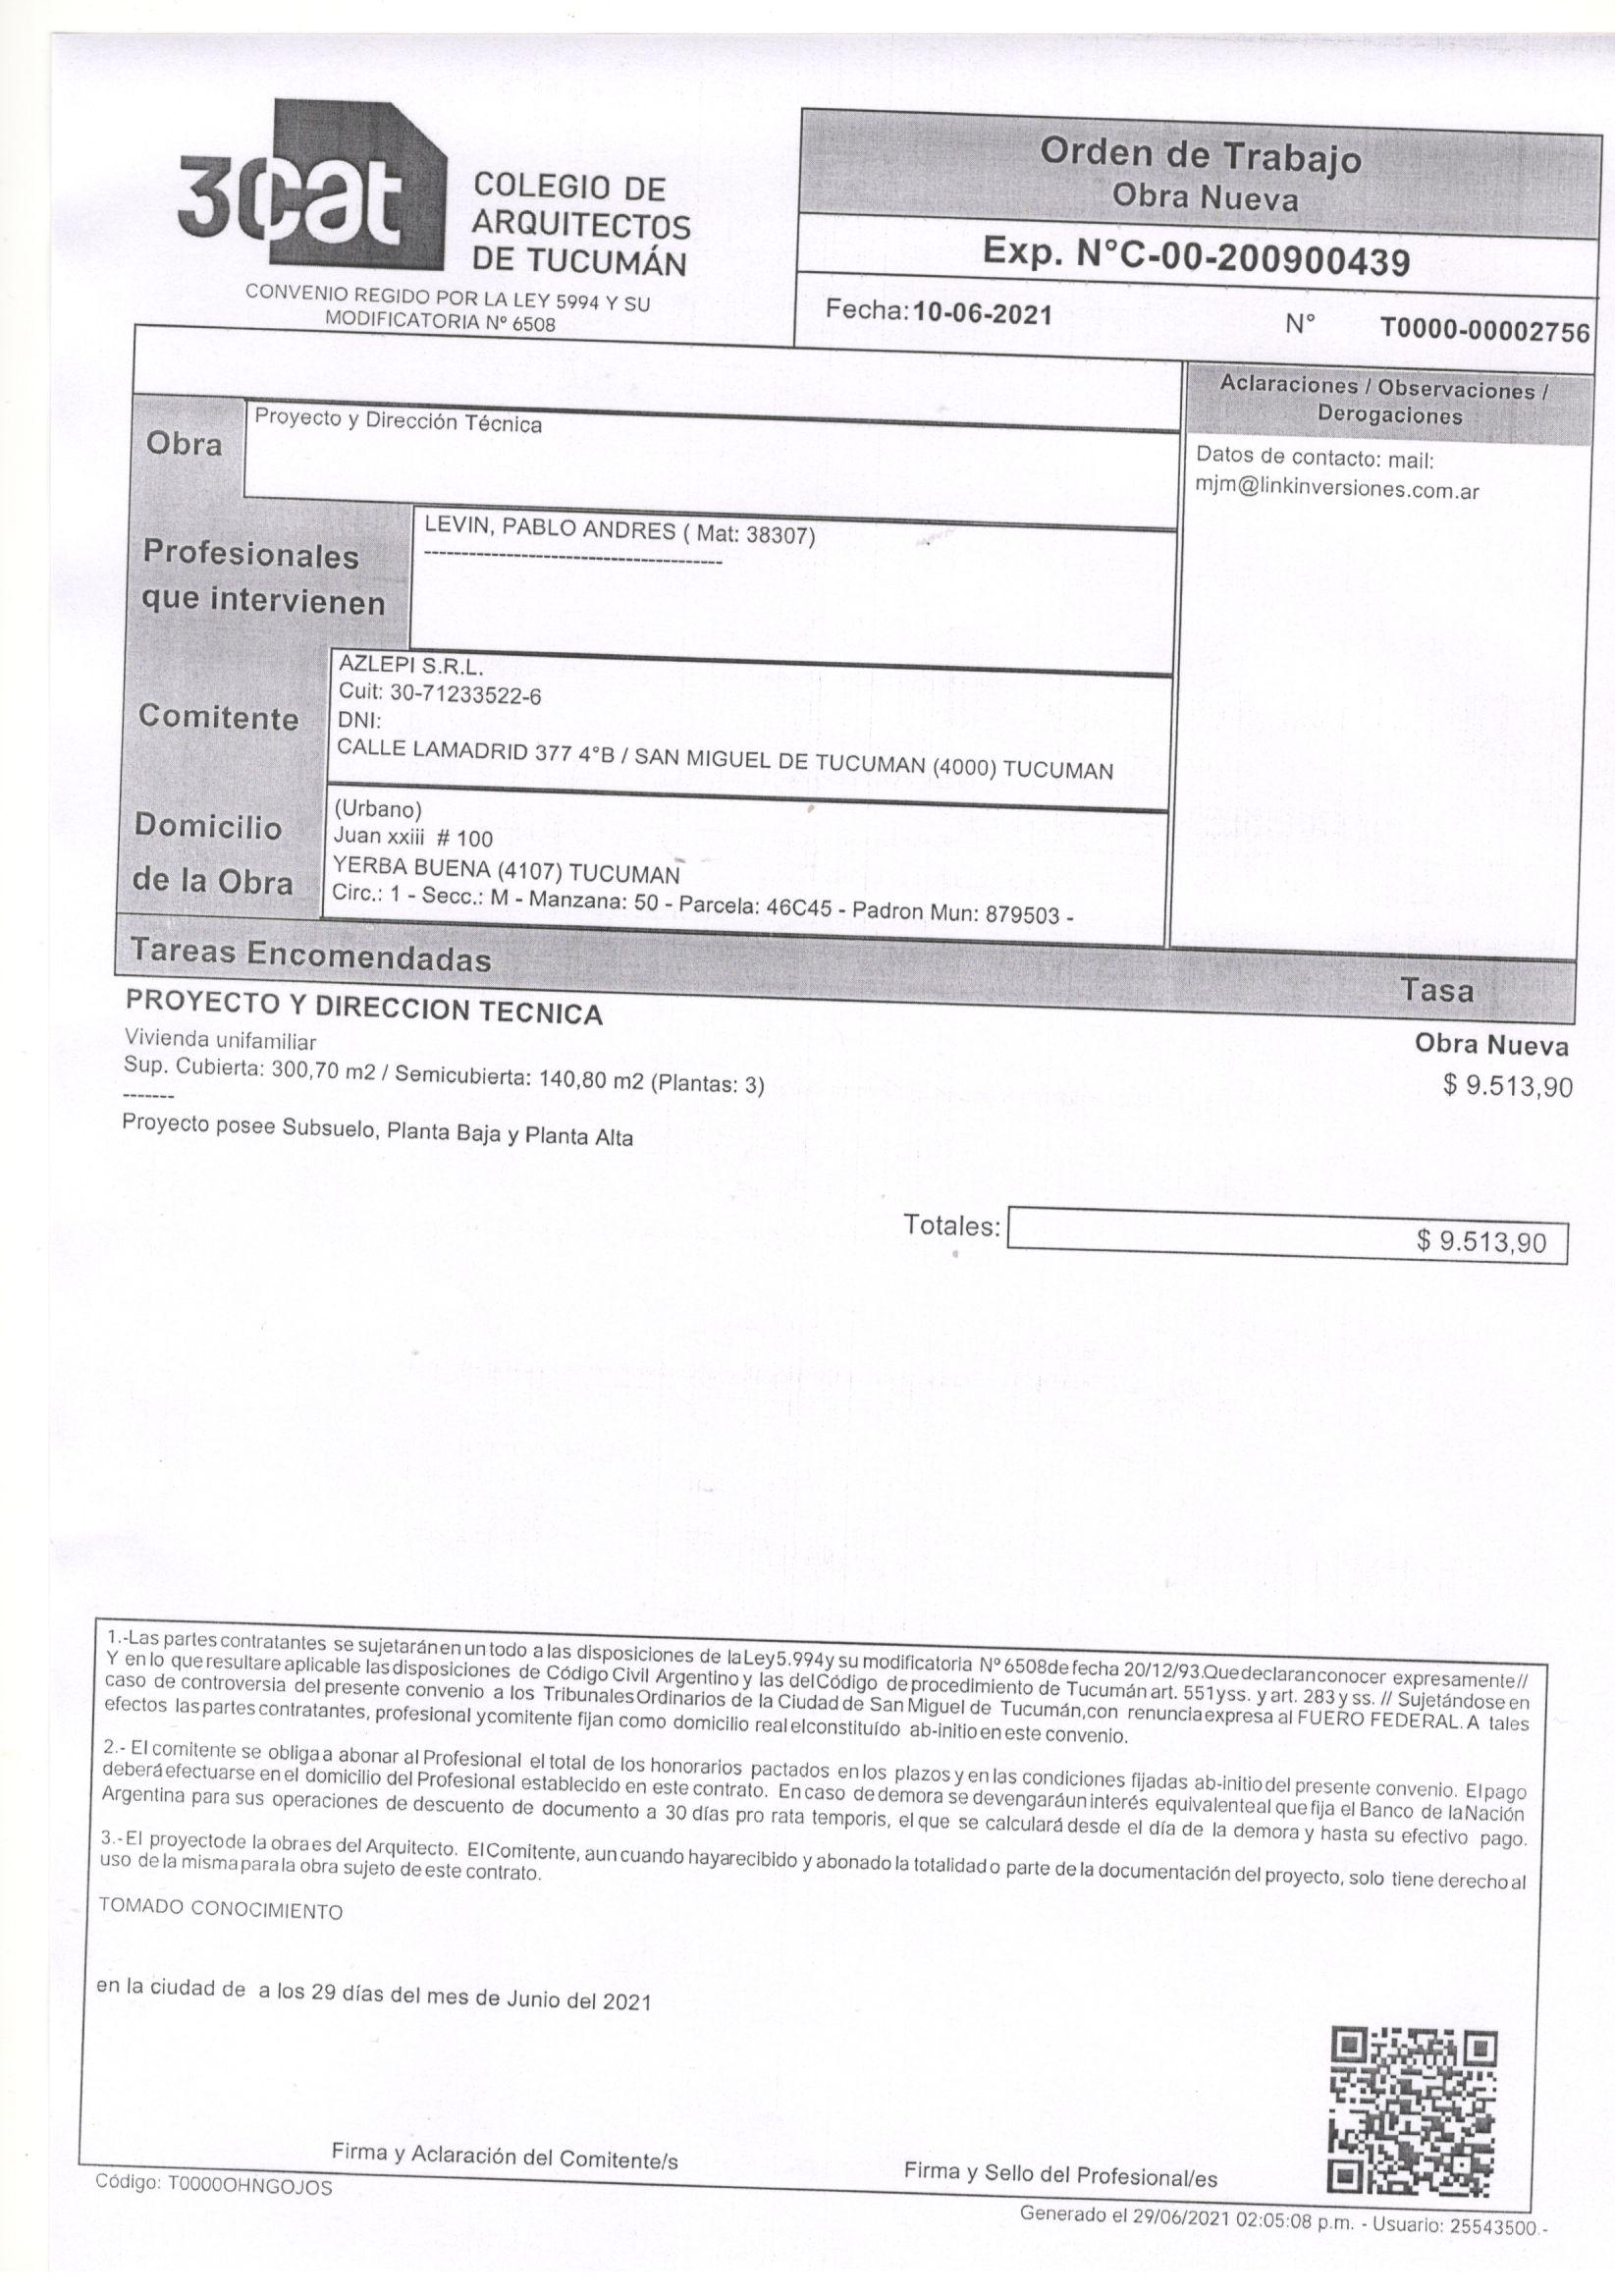 3Cat
COLEGIO DE
ARQUITECTOS
DE TUCUMÁN
CONVENIO REGIDO POR LA LEY 5994 Y SU
MODIFICATORIA Nº 6508
Orden de Trabajo
Obra Nueva
Exp. N°C-00-200900439
Fecha:10-06-2021 N° T0000-00002756
Aclaraciones / Observaciones /
Derogaciones
Datos de contacto: mail:
mjm@linkinversiones.com.ar
Obra
Proyecto y Dirección Técnica
Profesionales
que intervienen
LEVIN, PABLO ANDRES ( Mat: 38307)
----------------------------------------
Comitente
AZLEPI S.R.L.
Cuit: 30-71233522-6
DNI:
CALLE LAMADRID 377 4°B / SAN MIGUEL DE TUCUMAN (4000) TUCUMAN
Domicilio
de la Obra
(Urbano)
Juan xxiii # 100
YERBA BUENA (4107) TUCUMAN
Circ.: 1 - Secc.: M - Manzana: 50 - Parcela: 46C45 - Padron Mun: 879503 -
Tareas Encomendadas Tasa
PROYECTO Y DIRECCION TECNICA
Obra Nueva
Vivienda unifamiliar
Sup. Cubierta: 300,70 m2 / Semicubierta: 140,80 m2 (Plantas: 3) $ 9.513,90
-------
Proyecto posee Subsuelo, Planta Baja y Planta Alta
Totales: $ 9.513,90
1.-Las partes contratantes se sujetarán en un todo a las disposiciones de la Ley 5.994 y su modificatoria Nº 6508 de fecha 20/12/93. Que declaran conocer expresamente//
Y en lo que resultare aplicable las disposiciones de Código Civil Argentino y las del Código de procedimiento de Tucumán art. 551 y ss. y art. 283 y ss. // Sujetándose en
caso de controversia del presente convenio a los Tribunales Ordinarios de la Ciudad de San Miguel de Tucumán, con renuncia expresa al FUERO FEDERAL. A tales
efectos las partes contratantes, profesional y comitente fijan como domicilio real el constituído ab-initio en este convenio.
2.- El comitente se obliga a abonar al Profesional el total de los honorarios pactados en los plazos y en las condiciones fijadas ab-initio del presente convenio. El pago
deberá efectuarse en el domicilio del Profesional establecido en este contrato. En caso de demora se devengará un interés equivalente al que fija el Banco de la Nación
Argentina para sus operaciones de descuento de documento a 30 días pro rata temporis, el que se calculará desde el día de la demora y hasta su efectivo pago.
3.-El proyecto de la obra es del Arquitecto. El Comitente, aun cuando haya recibido y abonado la totalidad o parte de la documentación del proyecto, solo tiene derecho al
uso de la misma para la obra sujeto de este contrato.
TOMADO CONOCIMIENTO
en la ciudad de a los 29 días del mes de Junio del 2021
Firma y Aclaración del Comitente/s Firma y Sello del Profesional/es
Código: T0000OHNGOJOS
Generado el 29/06/2021 02:05:08 p.m. - Usuario: 25543500.-